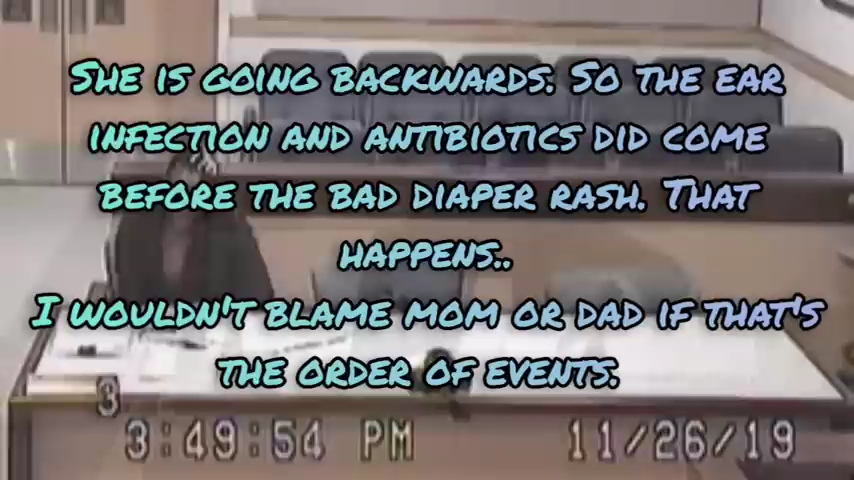 She is going backwards. So the ear
infection and antibiotics did come
before the bad diaper rash. That
happens..
I wouldn't blame mom or dad if that's
the order of events.
3
3:49:54 PM 11/26/19